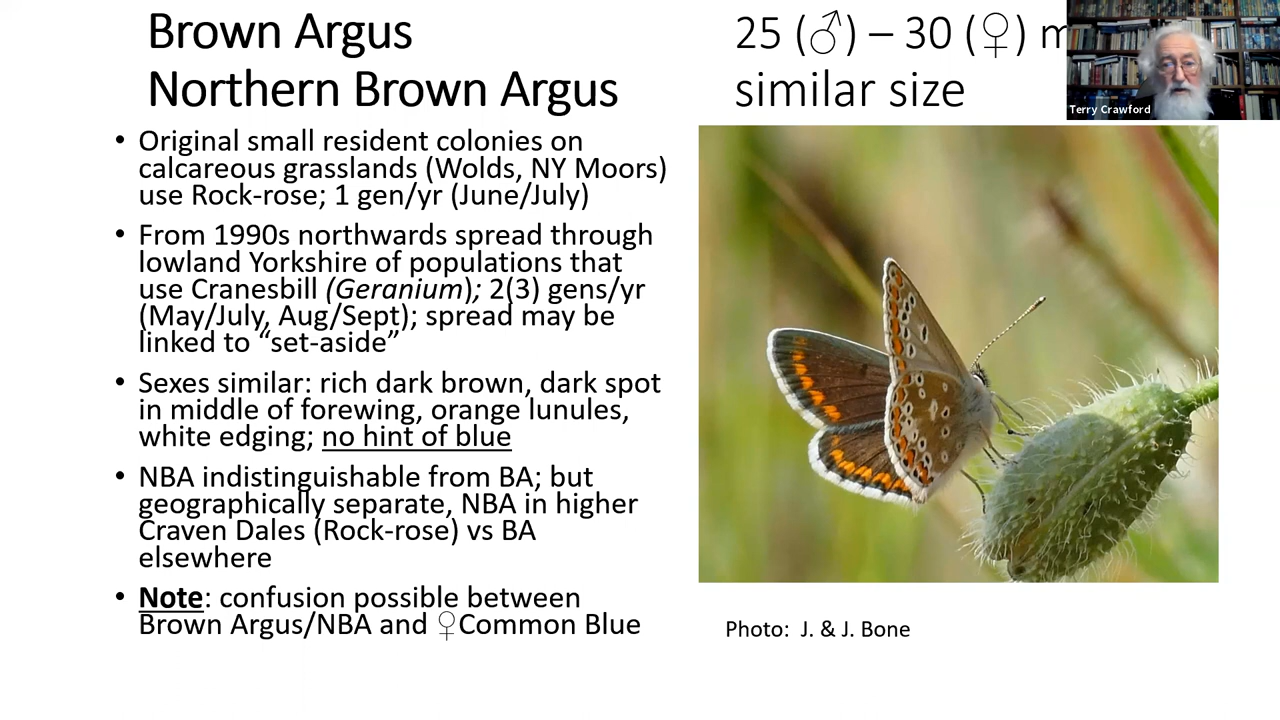 Brown Argus
Northern Brown Argus
25 (♂) – 30 (♀)
similar size
Terry Crawford
• Original small resident colonies on
calcareous grasslands (Wolds, NY Moors)
use Rock-rose; 1 gen/yr (June/July)
• From 1990s northwards spread through
lowland Yorkshire of populations that
use Cranesbill (Geranium); 2(3) gens/yr
(May/July, Aug/Sept); spread may be
linked to “set-aside”
• Sexes similar: rich dark brown, dark spot
in middle of forewing, orange lunules,
white edging; no hint of blue
• NBA indistinguishable from BA; but
geographically separate, NBA in higher
Craven Dales (Rock-rose) vs BA
elsewhere
• Note: confusion possible between
Brown Argus/NBA and ♀Common Blue
Photo: J. & J. Bone